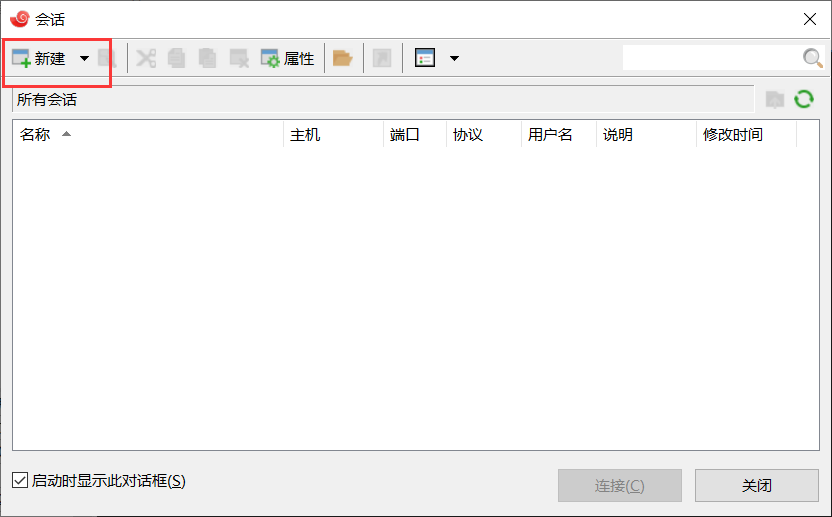 会话
新建 属性
所有会话
名称 主机 端口 协议 用户名 说明 修改时间
启动时显示此对话框(S) 连接(C) 关闭